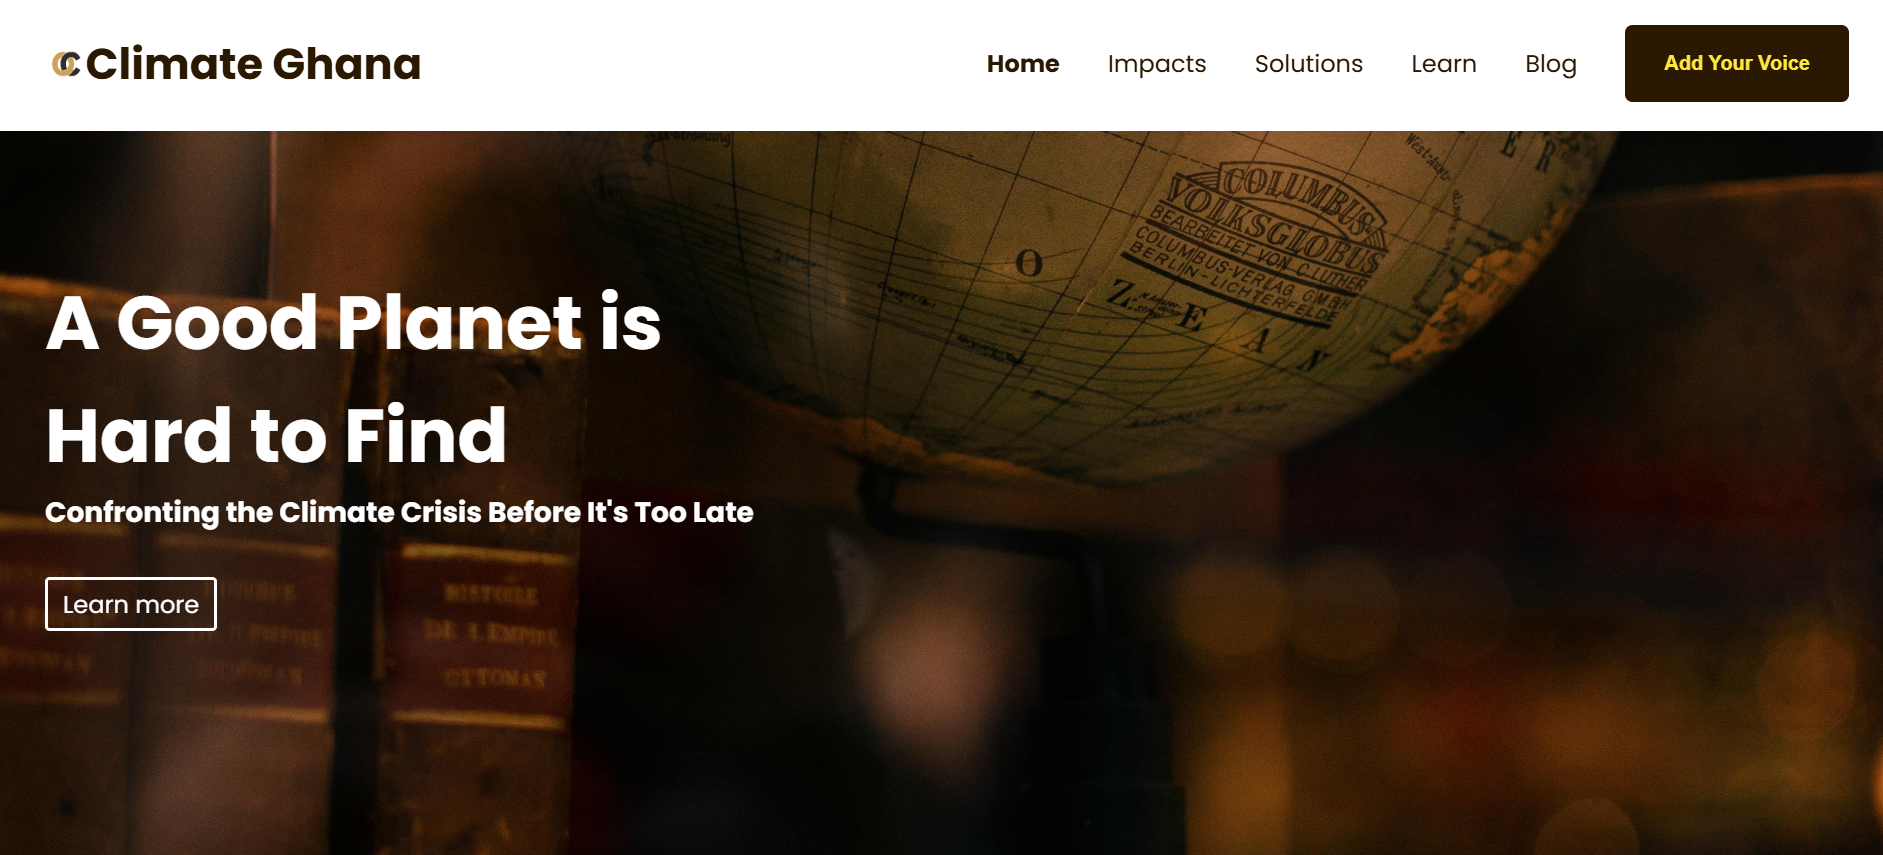 Climate Ghana
Home Impacts Solutions Learn Blog Add Your Voice
COLUMBUS
VOLKSGLOBUS
BEARBEITET VON C. LUTHER
COLUMBUS-VERLAG G.M.B.H.
BERLIN-LICHTERFELDE
O Z E A N
E R
A Good Planet is
Hard to Find
Confronting the Climate Crisis Before It's Too Late
Learn more
HISTOIRE
DE L'EMPIRE
OTTOMAN